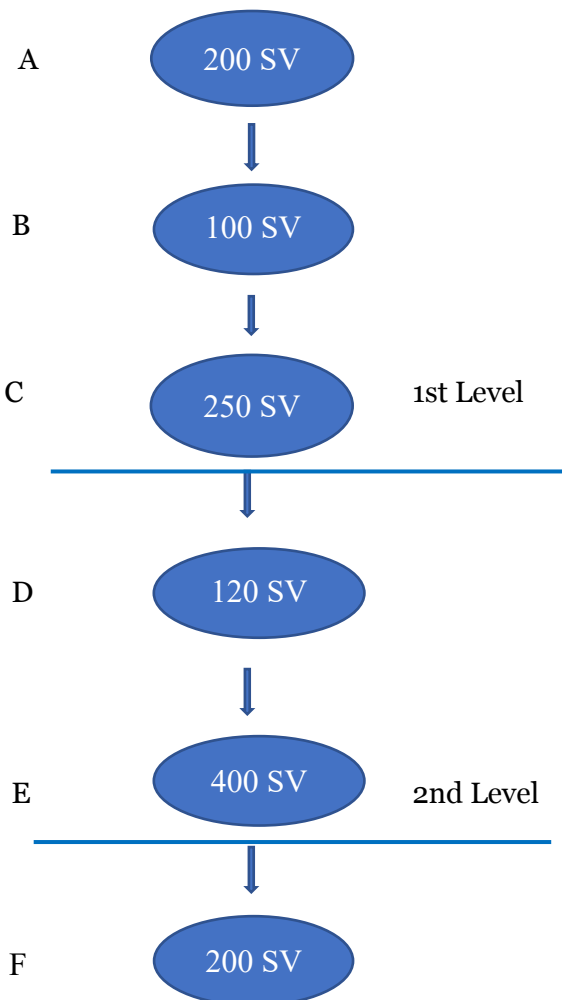 A 200 SV
B 100 SV
C 250 SV 1st Level
D 120 SV
E 400 SV 2nd Level
F 200 SV